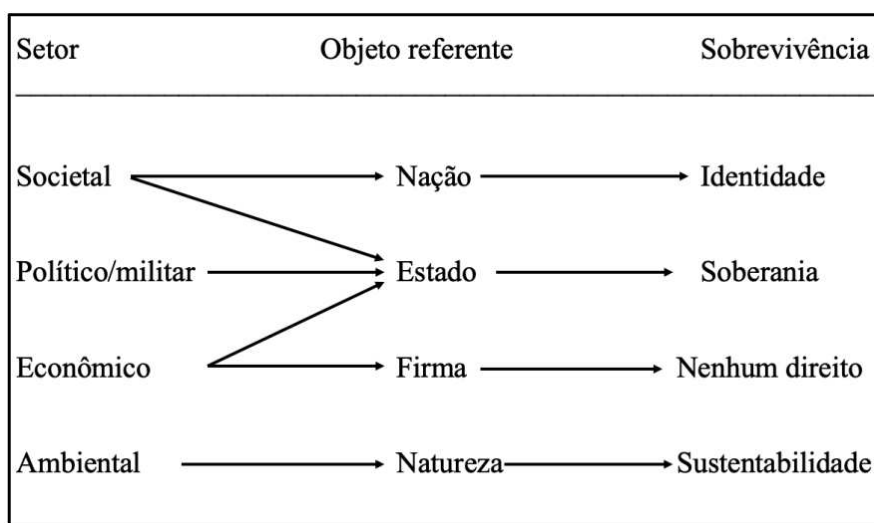 Setor Objeto referente Sobrevivência
Societal Nação Identidade
Político/militar Estado Soberania
Econômico Firma Nenhum direito
Ambiental Natureza Sustentabilidade